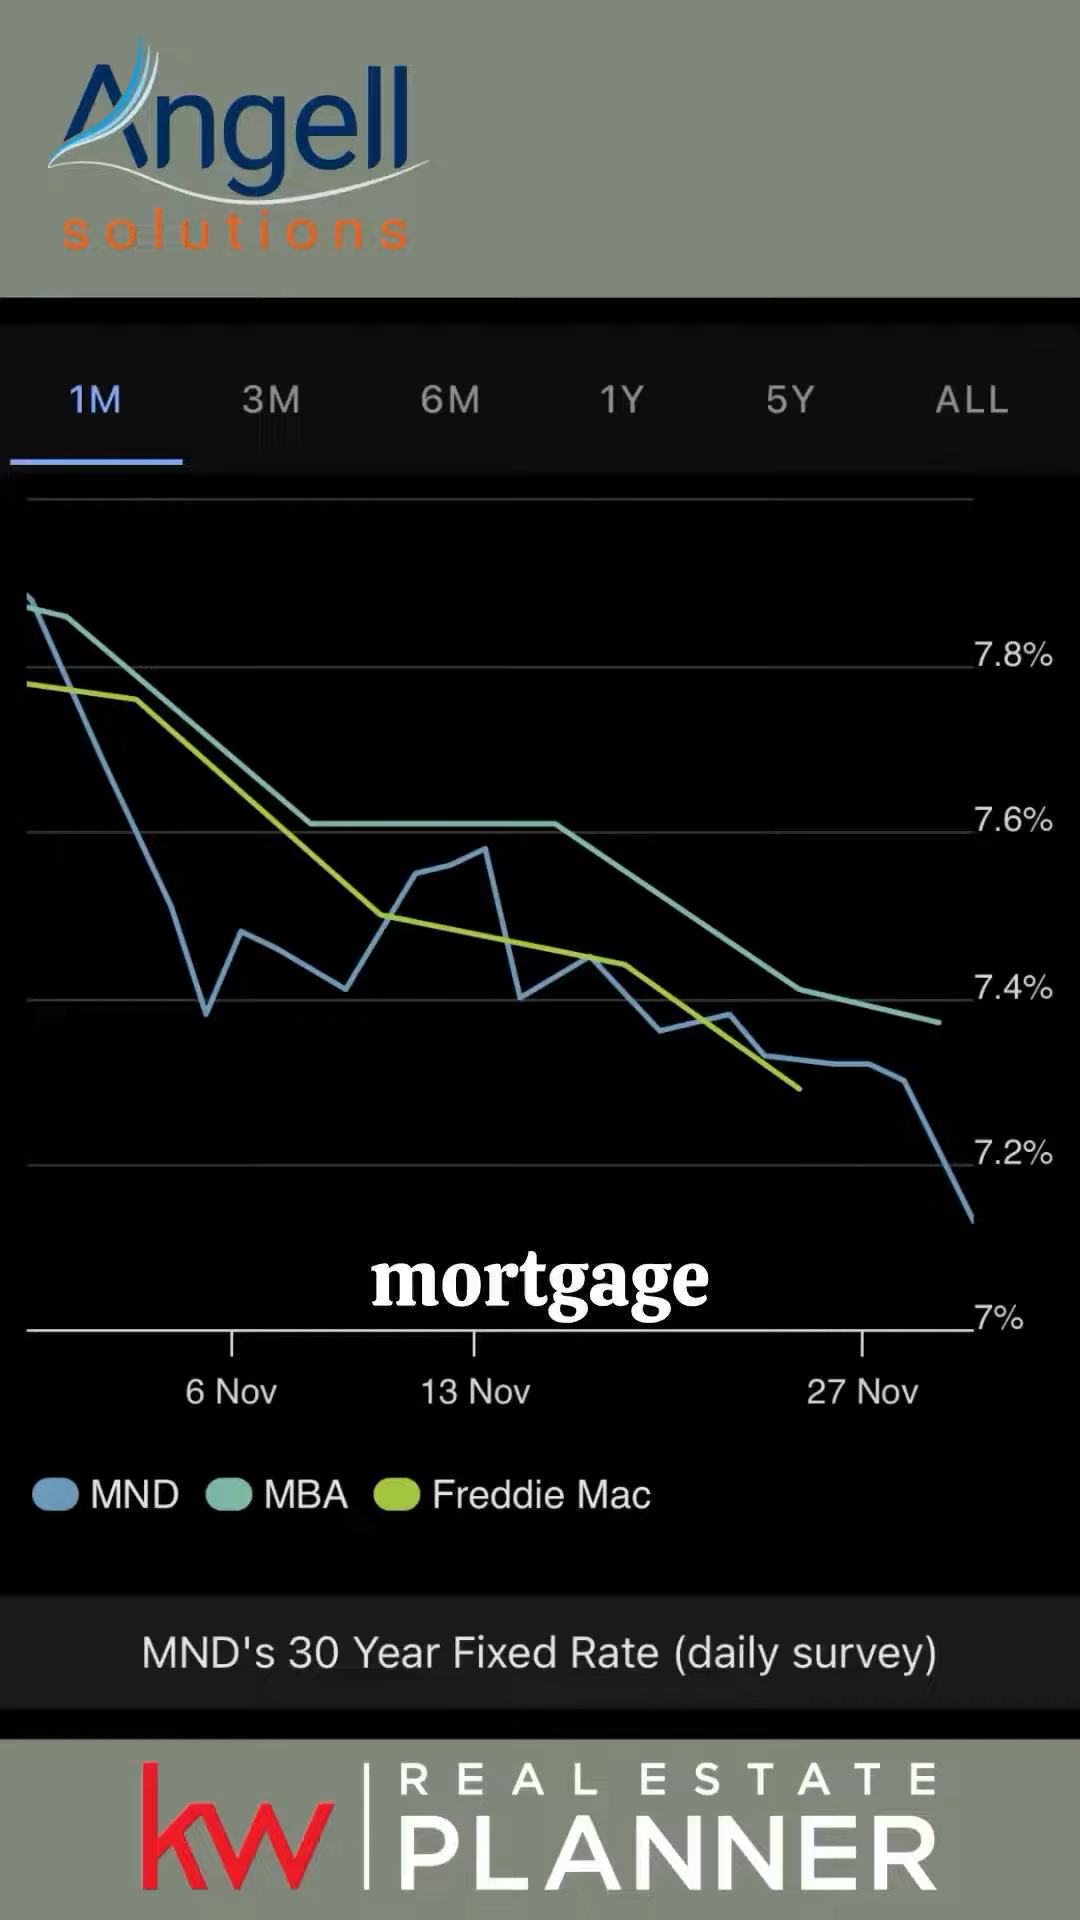 Angell
solutions
1M 3M 6M 1Y 5Y ALL
7.8%
7.6%
7.4%
7.2%
mortgage
7%
6 Nov 13 Nov 27 Nov
MND MBA Freddie Mac
MND's 30 Year Fixed Rate (daily survey)
kw
REAL ESTATE
PLANNER